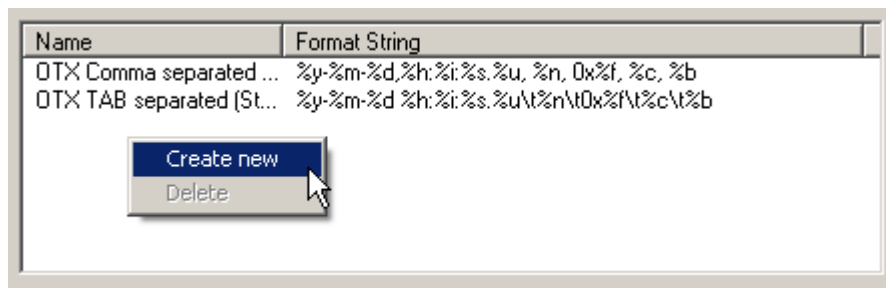 Name Format String
OTX Comma separated ... %y-%m-%d,%h:%i:%s.%u, %n, 0x%f, %c, %b
OTX TAB separated (St... %y-%m-%d %h:%i:%s.%u\t%n\t0x%f\t%c\t%b
Create new
Delete